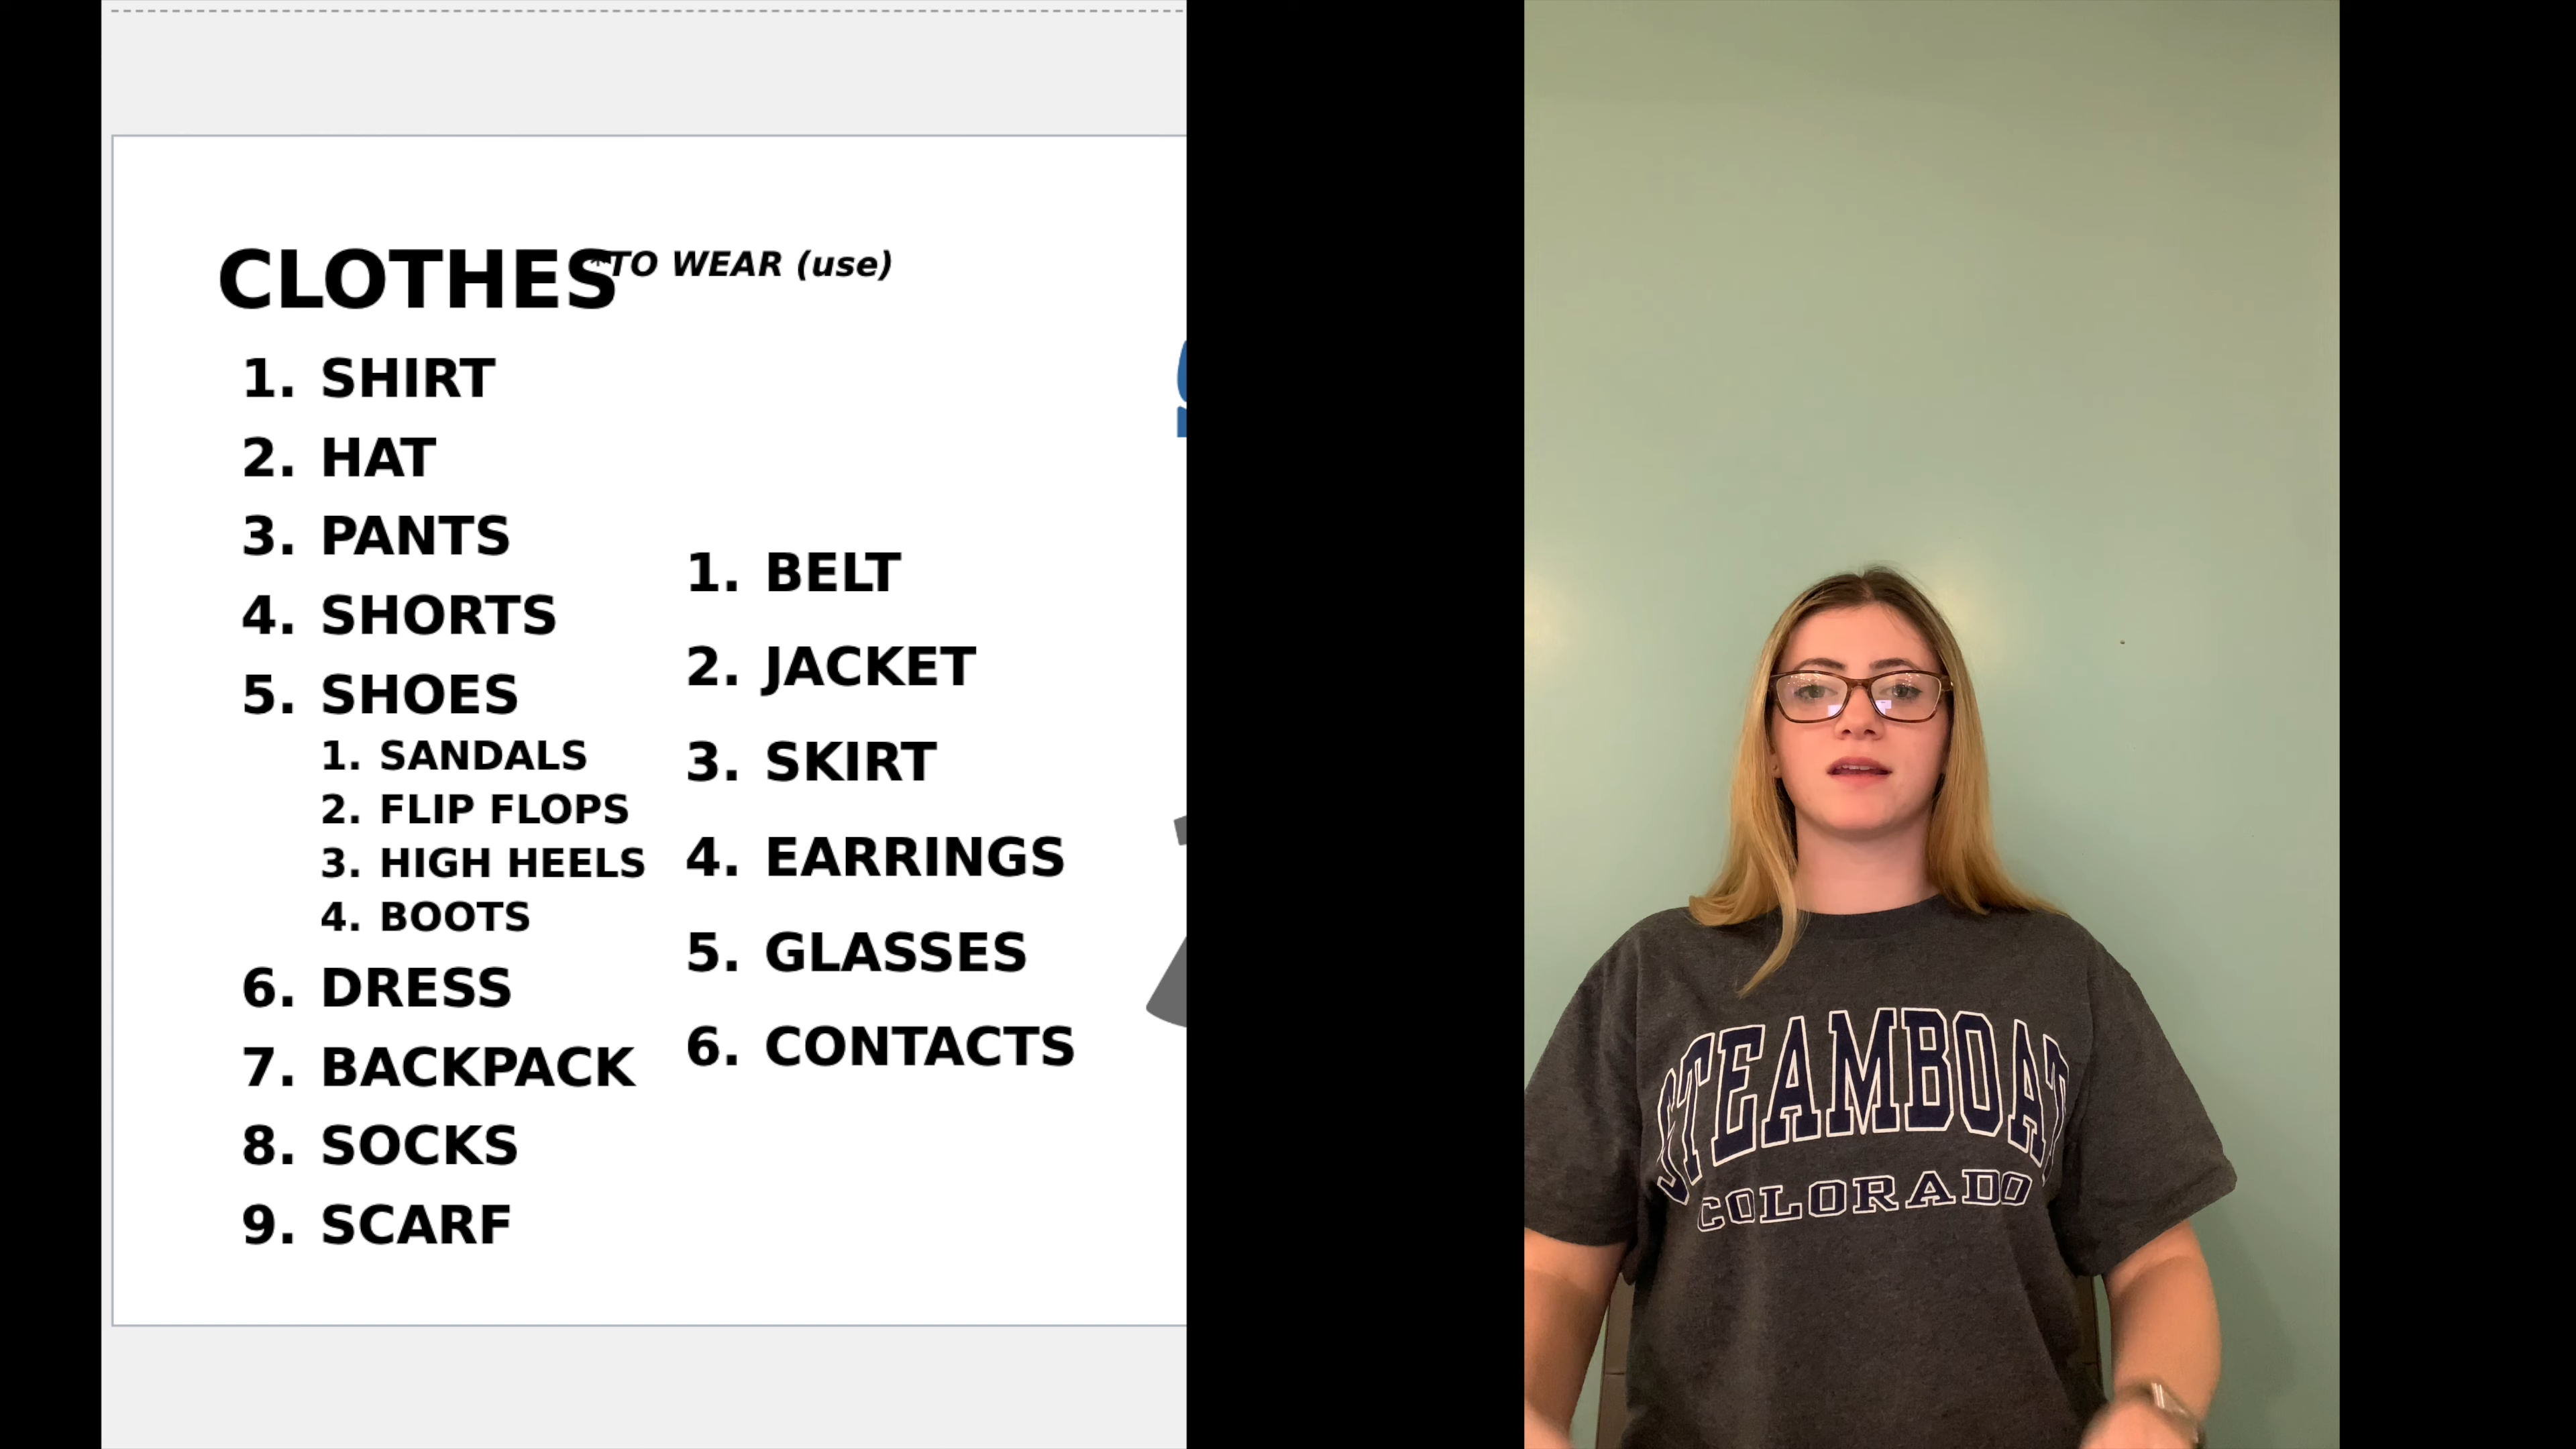 CLOTHES *TO WEAR (use)
1. SHIRT
2. HAT
3. PANTS
4. SHORTS
5. SHOES
1. SANDALS
2. FLIP FLOPS
3. HIGH HEELS
4. BOOTS
6. DRESS
7. BACKPACK
8. SOCKS
9. SCARF
1. BELT
2. JACKET
3. SKIRT
4. EARRINGS
5. GLASSES
6. CONTACTS
STEAMBOAT
COLORADO